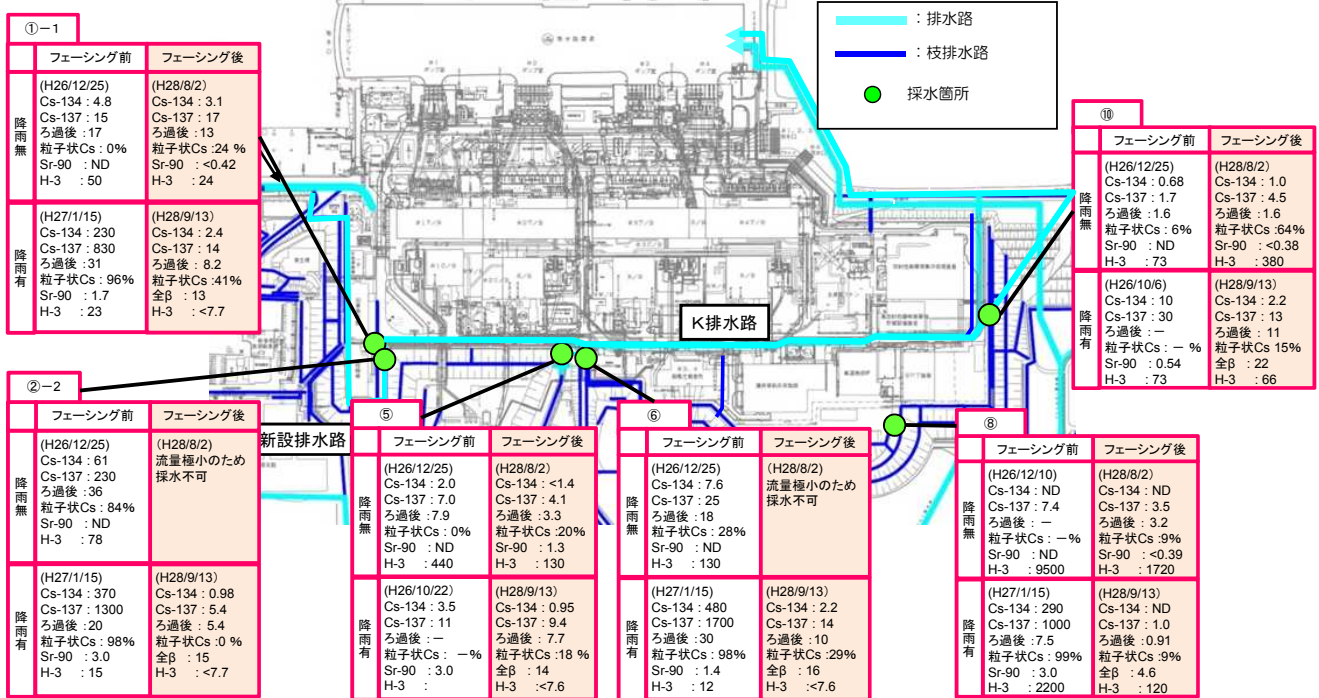 ：排水路
：枝排水路
採水箇所
①−1
フェーシング前 フェーシング後
降雨無
(H26/12/25)
Cs-134 : 4.8
Cs-137 : 15
ろ過後 : 17
粒子状Cs : 0%
Sr-90 : ND
H-3 : 50
(H28/8/2)
Cs-134 : 3.1
Cs-137 : 17
ろ過後 : 13
粒子状Cs : 24 %
Sr-90 : <0.42
H-3 : 24
降雨有
(H27/1/15)
Cs-134 : 230
Cs-137 : 830
ろ過後 : 31
粒子状Cs : 96%
Sr-90 : 1.7
H-3 : 23
(H28/9/13)
Cs-134 : 2.4
Cs-137 : 14
ろ過後 : 8.2
粒子状Cs :41%
全β : 13
H-3 : <7.7
⑩
フェーシング前 フェーシング後
降雨無
(H26/12/25)
Cs-134 : 0.68
Cs-137 : 1.7
ろ過後 : 1.6
粒子状Cs : 6%
Sr-90 : ND
H-3 : 73
(H28/8/2)
Cs-134 : 1.0
Cs-137 : 4.5
ろ過後 : 1.6
粒子状Cs :64%
Sr-90 : <0.38
H-3 : 380
降雨有
(H26/10/6)
Cs-134 : 10
Cs-137 : 30
ろ過後 : −
粒子状Cs : − %
Sr-90 : 0.54
H-3 : 73
(H28/9/13)
Cs-134 : 2.2
Cs-137 : 13
ろ過後 : 11
粒子状Cs 15%
全β : 22
H-3 : 66
K排水路
新設排水路
②−2
フェーシング前 フェーシング後
降雨無
(H26/12/25)
Cs-134 : 61
Cs-137 : 230
ろ過後 : 36
粒子状Cs : 84%
Sr-90 : ND
H-3 : 78
(H28/8/2)
流量極小のため
採水不可
降雨有
(H27/1/15)
Cs-134 : 370
Cs-137 : 1300
ろ過後 : 20
粒子状Cs : 98%
Sr-90 : 3.0
H-3 : 15
(H28/9/13)
Cs-134 : 0.98
Cs-137 : 5.4
ろ過後 : 5.4
粒子状Cs :0 %
全β : 15
H-3 : <7.7
⑤
フェーシング前 フェーシング後
降雨無
(H26/12/25)
Cs-134 : 2.0
Cs-137 : 7.0
ろ過後 : 7.9
粒子状Cs : 0%
Sr-90 : ND
H-3 : 440
(H28/8/2)
Cs-134 : <1.4
Cs-137 : 4.1
ろ過後 : 3.3
粒子状Cs :20%
Sr-90 : 1.3
H-3 : 130
降雨有
(H26/10/22)
Cs-134 : 3.5
Cs-137 : 11
ろ過後 : −
粒子状Cs : −%
Sr-90 : 3.0
H-3 :
(H28/9/13)
Cs-134 : 0.95
Cs-137 : 9.4
ろ過後 : 7.7
粒子状Cs :18 %
全β : 14
H-3 :<7.6
⑥
フェーシング前 フェーシング後
降雨無
(H26/12/25)
Cs-134 : 7.6
Cs-137 : 25
ろ過後 : 18
粒子状Cs : 28%
Sr-90 : ND
H-3 : 130
(H28/8/2)
流量極小のため
採水不可
降雨有
(H27/1/15)
Cs-134 : 480
Cs-137 : 1700
ろ過後 : 30
粒子状Cs : 98%
Sr-90 : 1.4
H-3 : 12
(H28/9/13)
Cs-134 : 2.2
Cs-137 : 14
ろ過後 : 10
粒子状Cs :29%
全β : 16
H-3 :<7.6
⑧
フェーシング前 フェーシング後
降雨無
(H26/12/10)
Cs-134 : ND
Cs-137 : 7.4
ろ過後 : −
粒子状Cs : −%
Sr-90 : ND
H-3 : 9500
(H28/8/2)
Cs-134 : ND
Cs-137 : 3.5
ろ過後 : 3.2
粒子状Cs :9%
Sr-90 : <0.39
H-3 : 1720
降雨有
(H27/1/15)
Cs-134 : 290
Cs-137 : 1000
ろ過後 : 7.5
粒子状Cs : 99%
Sr-90 : 3.0
H-3 : 2200
(H28/9/13)
Cs-134 : ND
Cs-137 : 1.0
ろ過後 : 0.91
粒子状Cs :9%
全β : 4.6
H-3 : 120